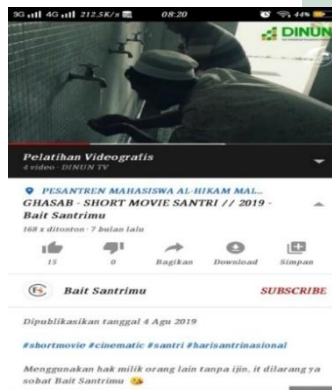 3G 4G 212.5K/s 08:20 44
DINUN
Pelatihan Videografis
4 video · DINUN TV
PESANTREN MAHASISWA AL-HIKAM MAL...
GHASAB - SHORT MOVIE SANTRI // 2019 -
Bait Santrimu
168 x ditonton · 7 bulan lalu
15 0 Bagikan Download Simpan
Bait Santrimu SUBSCRIBE
Dipublikasikan tanggal 4 Agu 2019
#shortmovie #cinematic #santri #harisantrinasional
Menggunakan hak milik orang lain tanpa ijin, it dilarang ya
sobat Bait Santrimu 😘